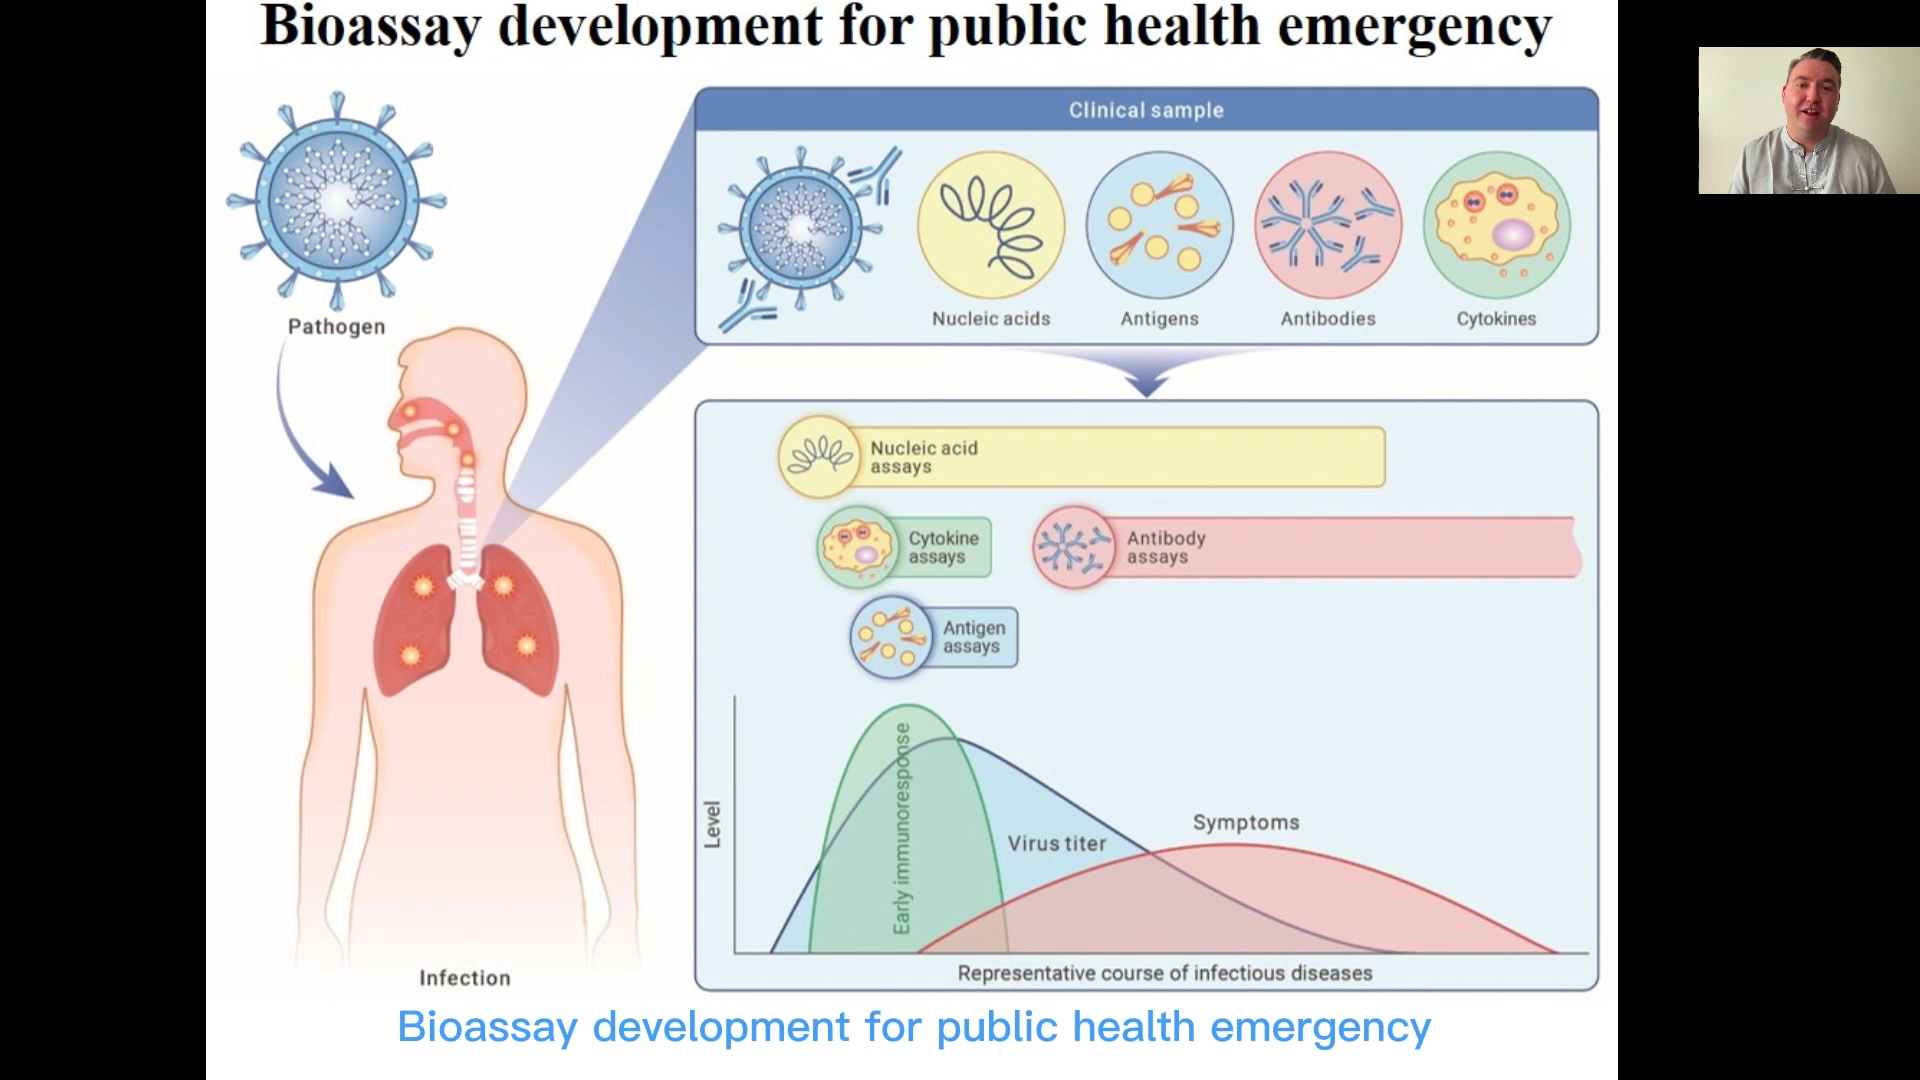 Bioassay development for public health emergency
Clinical sample
Pathogen
Nucleic acids
Antigens
Antibodies
Cytokines
Nucleic acid
assays
Cytokine
assays
Antibody
assays
Antigen
assays
Level
Early immunoresponse
Virus titer
Symptoms
Representative course of infectious diseases
Infection
Bioassay development for public health emergency